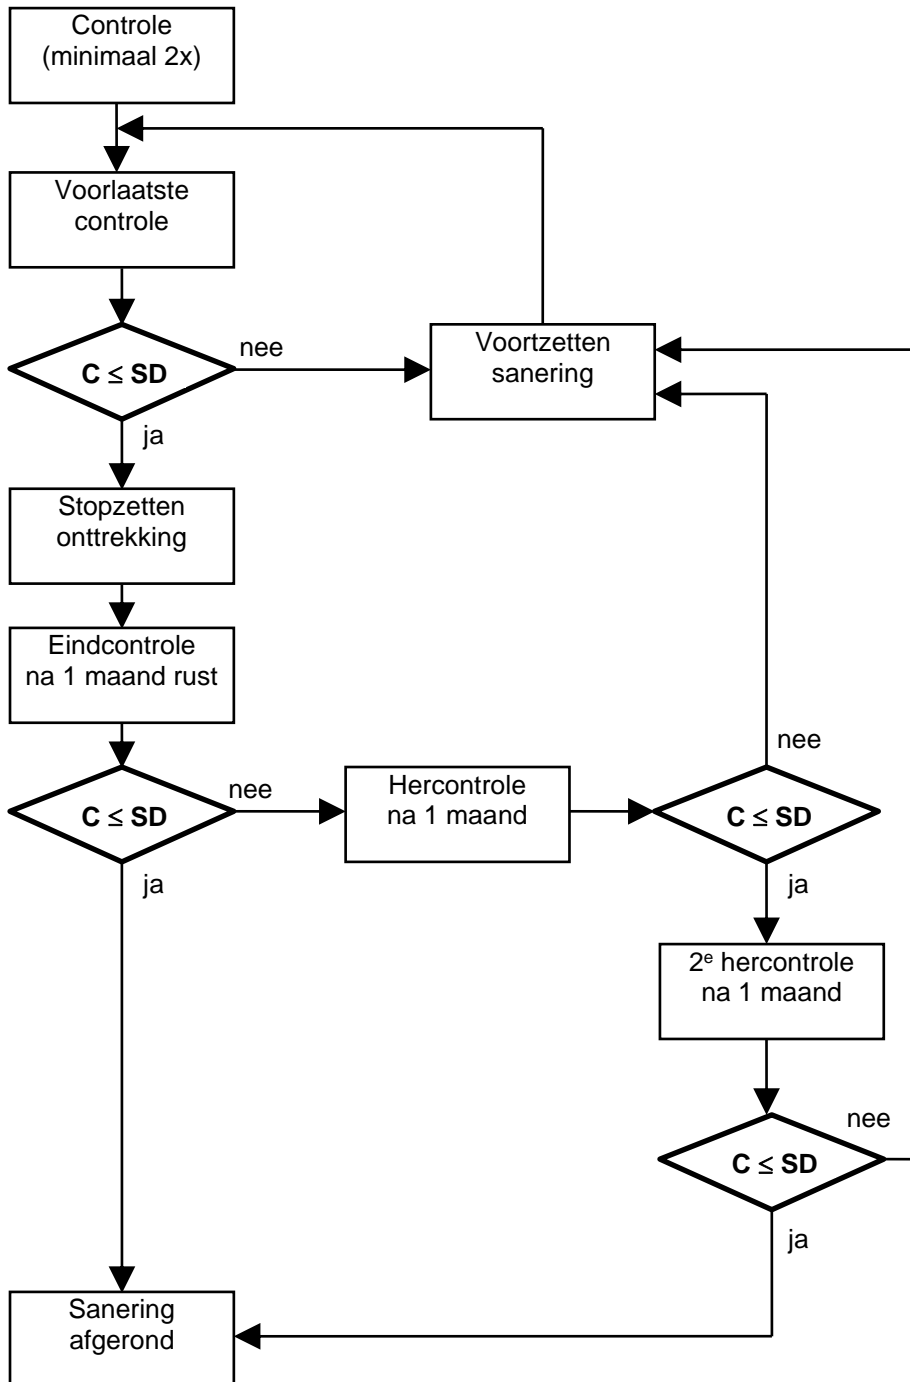 Controle
(minimaal 2x)
Voorlaatste
controle
C ≤ SD
nee
Voortzetten
sanering
ja
Stopzetten
onttrekking
Eindcontrole
na 1 maand rust
C ≤ SD
nee
Hercontrole
na 1 maand
C ≤ SD
nee
ja
ja
2e hercontrole
na 1 maand
C ≤ SD
nee
ja
Sanering
afgerond